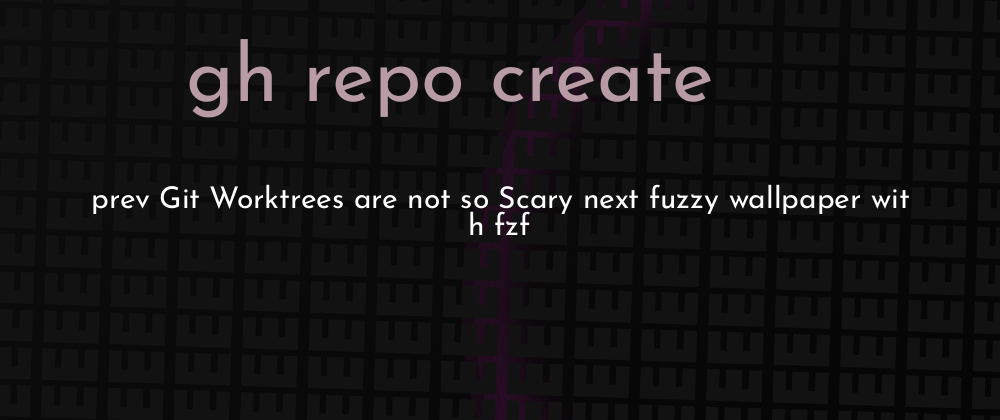 gh repo create
prev Git Worktrees are not so Scary next fuzzy wallpaper wit
h fzf